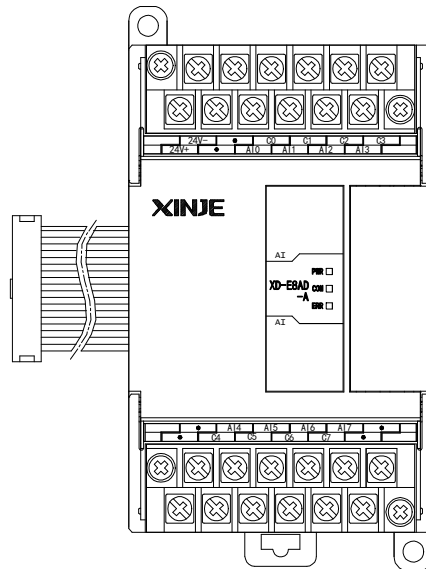 24V- • C0 C1 C2 C3
24V+ • AI0 AI1 AI2 AI3
XINJE
AI
PWR
XD-E8AD
-A
COM
ERR
AI
• AI4 AI5 AI6 AI7 •
• C4 C5 C6 C7 •